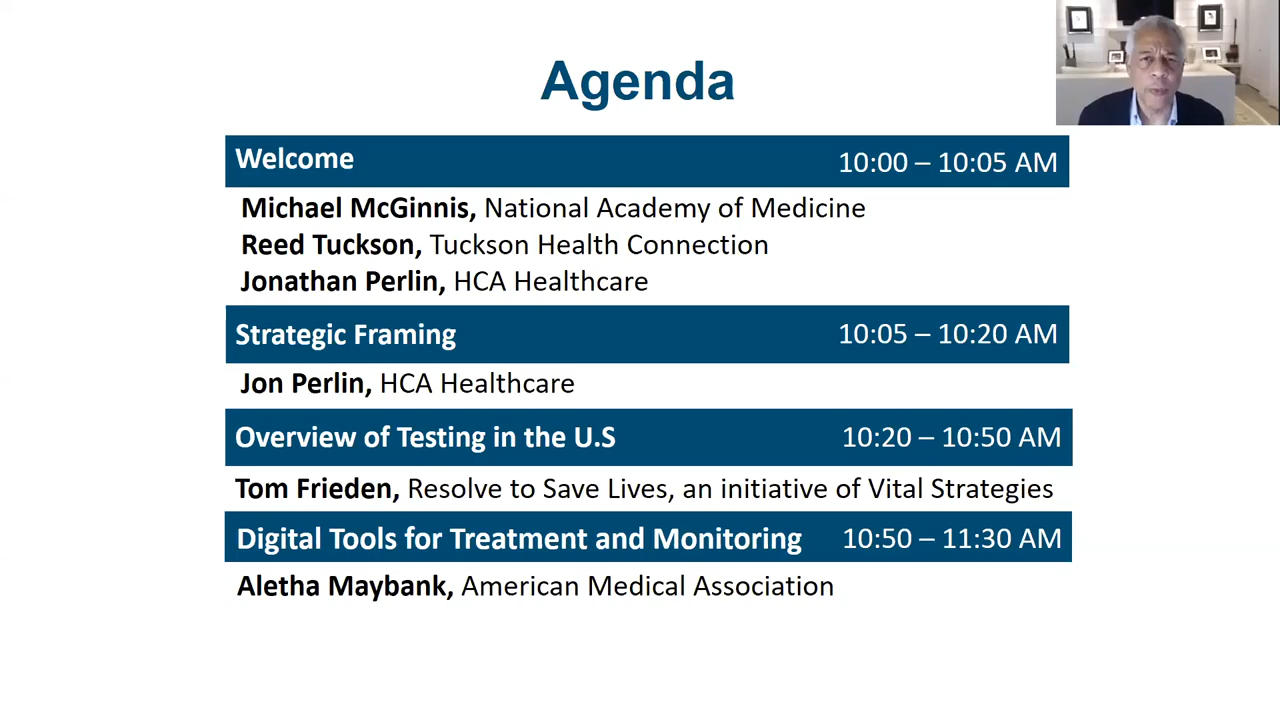 Agenda
Welcome 10:00 – 10:05 AM
Michael McGinnis, National Academy of Medicine
Reed Tuckson, Tuckson Health Connection
Jonathan Perlin, HCA Healthcare
Strategic Framing 10:05 – 10:20 AM
Jon Perlin, HCA Healthcare
Overview of Testing in the U.S 10:20 – 10:50 AM
Tom Frieden, Resolve to Save Lives, an initiative of Vital Strategies
Digital Tools for Treatment and Monitoring 10:50 – 11:30 AM
Aletha Maybank, American Medical Association